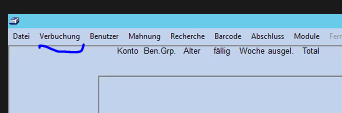 Datei Verbuchung Benutzer Mahnung Recherche Barcode Abschluss Module
Konto Ben.Grp. Alter fällig Woche ausgel. Total